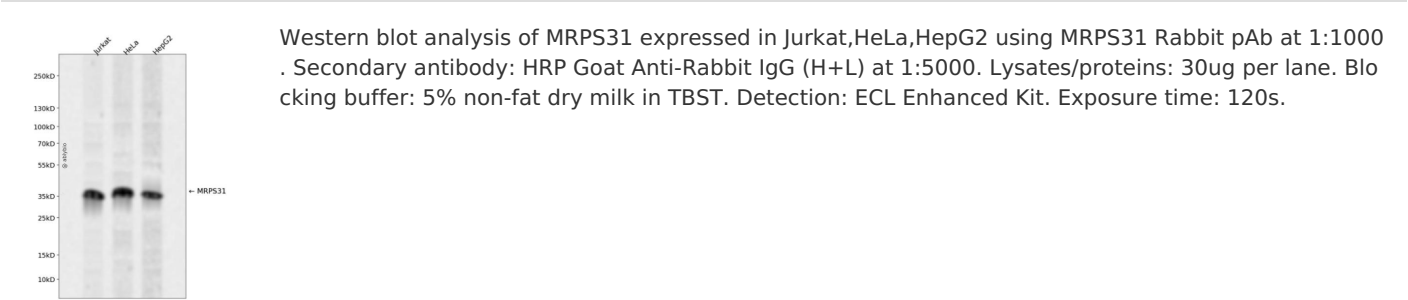 Jurkat
HeLa
HepG2
250kD
130kD
100kD
70kD
55kD
35kD
25kD
15kD
10kD
@ ablybio
← MRPS31
Western blot analysis of MRPS31 expressed in Jurkat,HeLa,HepG2 using MRPS31 Rabbit pAb at 1:1000
. Secondary antibody: HRP Goat Anti-Rabbit IgG (H+L) at 1:5000. Lysates/proteins: 30ug per lane. Blo
cking buffer: 5% non-fat dry milk in TBST. Detection: ECL Enhanced Kit. Exposure time: 120s.